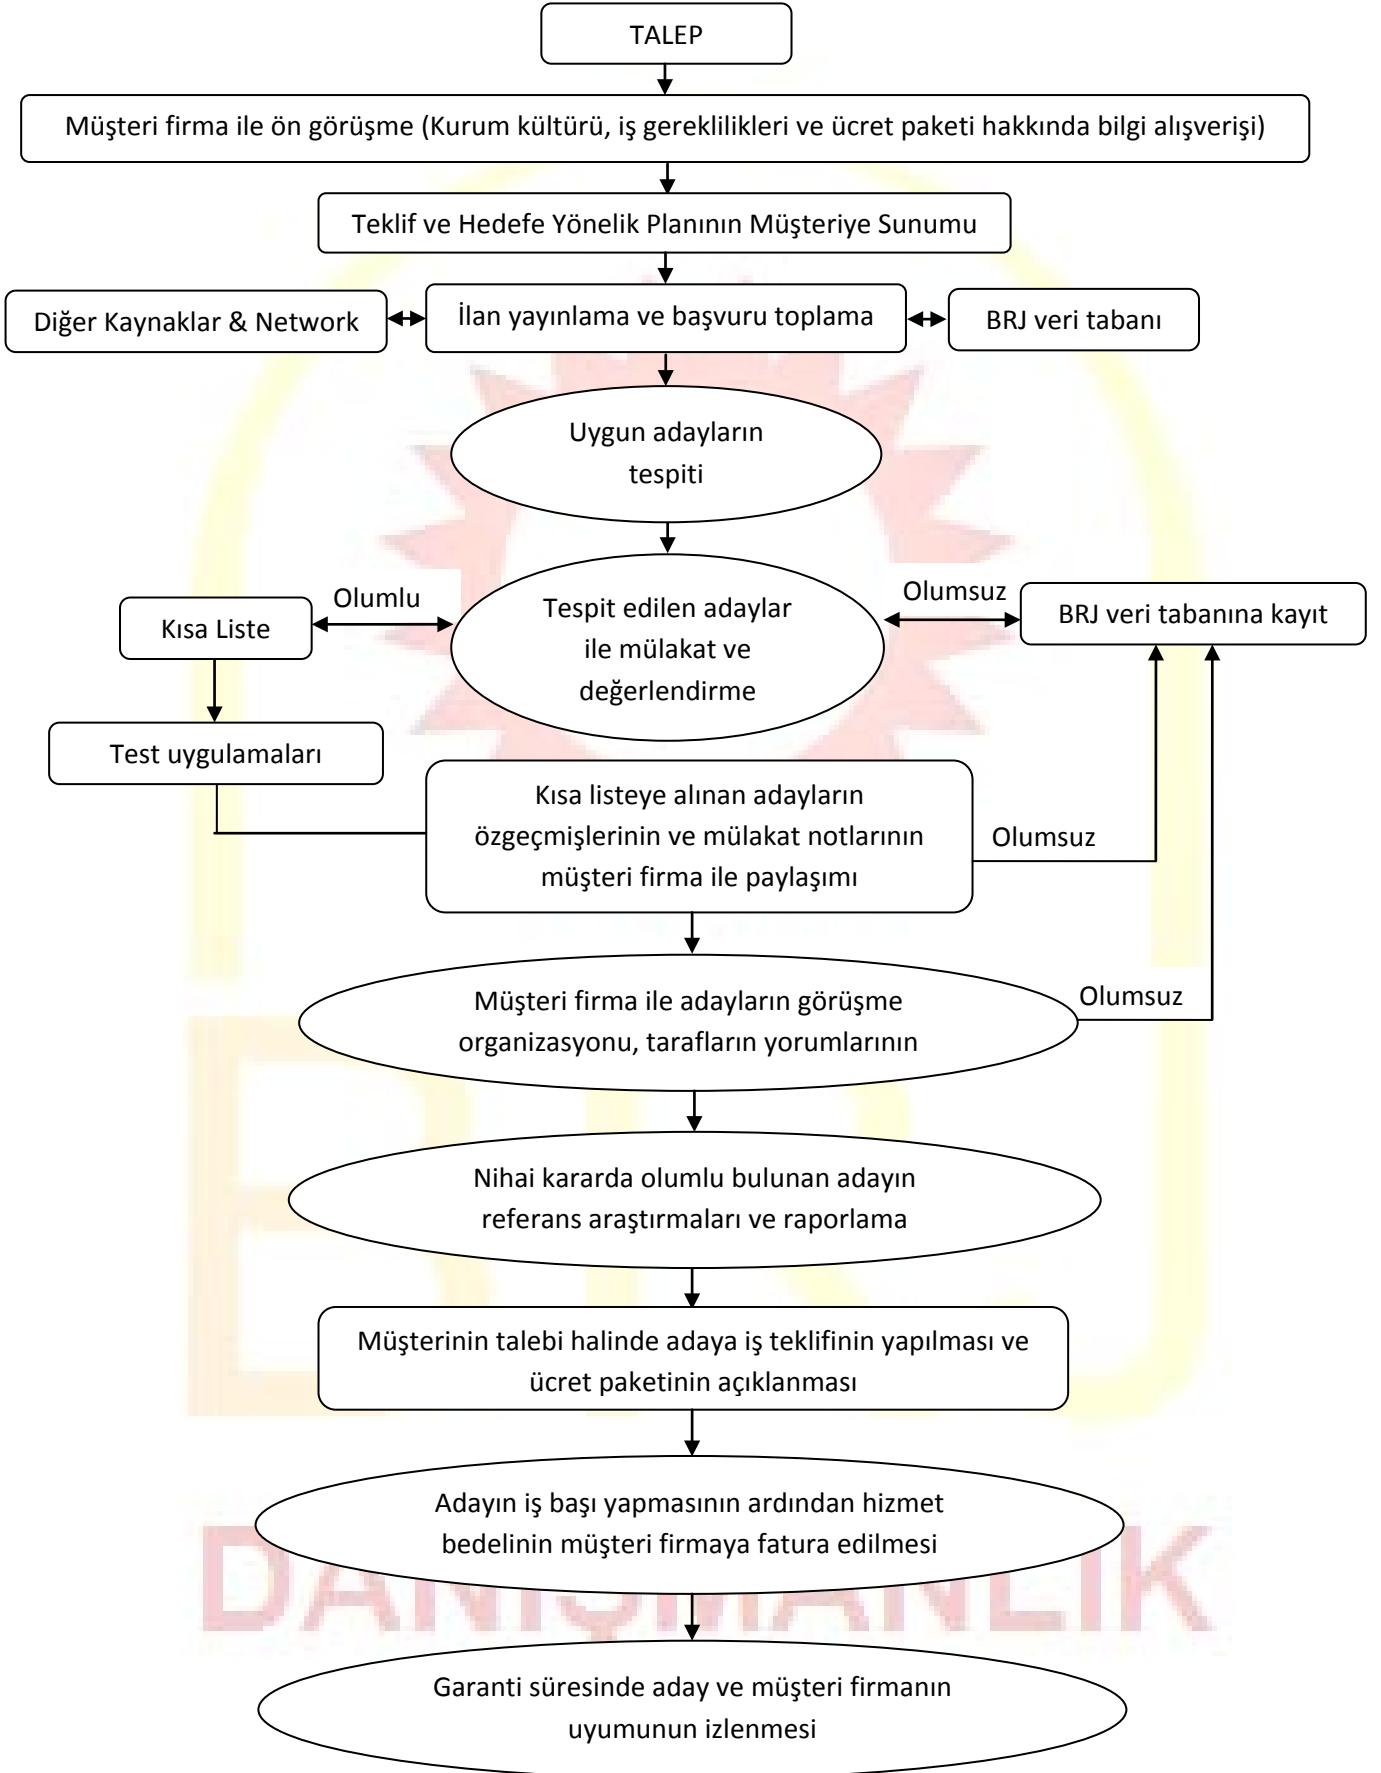 TALEP
Müşteri firma ile ön görüşme (Kurum kültürü, iş gereklilikleri ve ücret paketi hakkında bilgi alışverişi)
Teklif ve Hedefe Yönelik Planının Müşteriye Sunumu
Diğer Kaynaklar & Network
İlan yayınlama ve başvuru toplama
BRJ veri tabanı
Uygun adayların
tespiti
Olumlu
Olumsuz
Kısa Liste
Tespit edilen adaylar
ile mülakat ve
değerlendirme
BRJ veri tabanına kayıt
Test uygulamaları
Kısa listeye alınan adayların
özgeçmişlerinin ve mülakat notlarının
müşteri firma ile paylaşımı
Olumsuz
Müşteri firma ile adayların görüşme
organizasyonu, tarafların yorumlarının
Olumsuz
Nihai kararda olumlu bulunan adayın
referans araştırmaları ve raporlama
Müşterinin talebi halinde adaya iş teklifinin yapılması ve
ücret paketinin açıklanması
Adayın iş başı yapmasının ardından hizmet
bedelinin müşteri firmaya fatura edilmesi
DANIŞMANLIK
Garanti süresinde aday ve müşteri firmanın
uyumunun izlenmesi